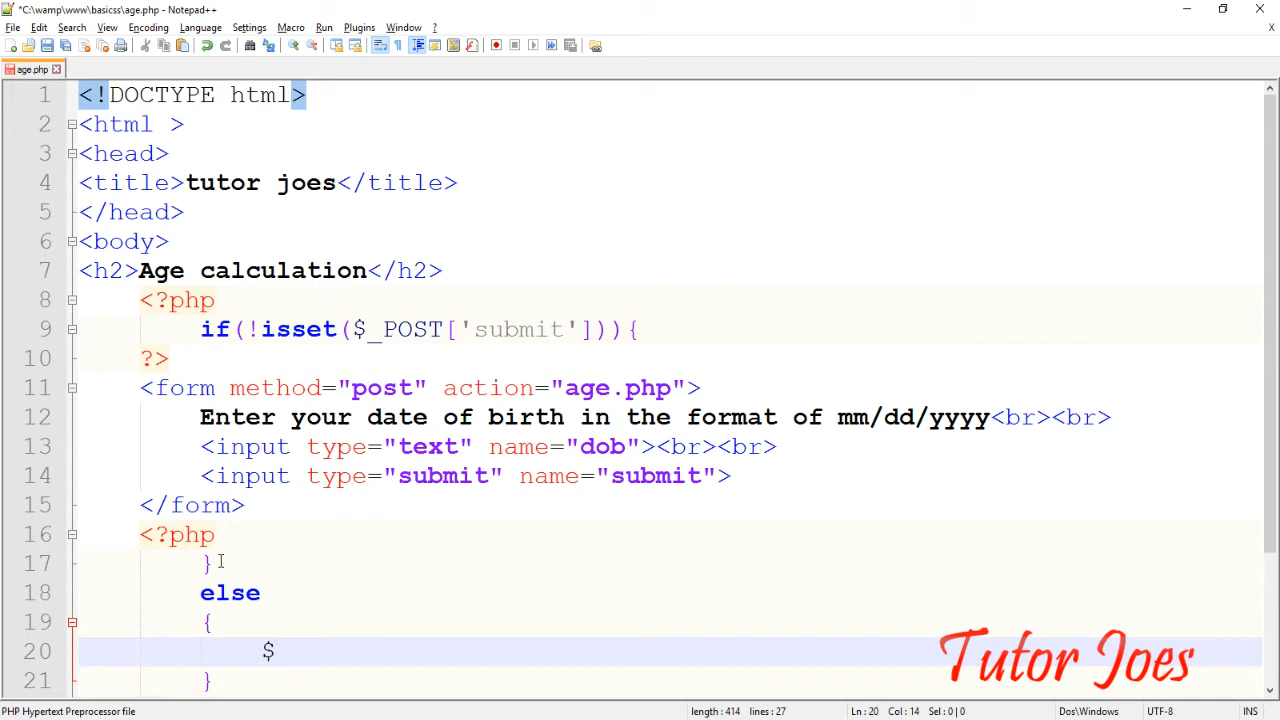 *C:\wamp\www\basicss\age.php - Notepad++
File Edit Search View Encoding Language Settings Macro Run Plugins Window ?
X
age.php
1 <!DOCTYPE html>
2 <html >
3 <head>
4 <title>tutor joes</title>
5 </head>
6 <body>
7 <h2>Age calculation</h2>
8 <?php
9 if(!isset($_POST['submit'])){
10 ?>
11 <form method="post" action="age.php">
12 Enter your date of birth in the format of mm/dd/yyyy<br><br>
13 <input type="text" name="dob"><br><br>
14 <input type="submit" name="submit">
15 </form>
16 <?php
17 }
18 else
19 {
20 $
21 }
Tutor Joes
PHP Hypertext Preprocessor file length : 414 lines : 27 Ln : 20 Col : 14 Sel : 0 | 0 Dos\Windows UTF-8 INS